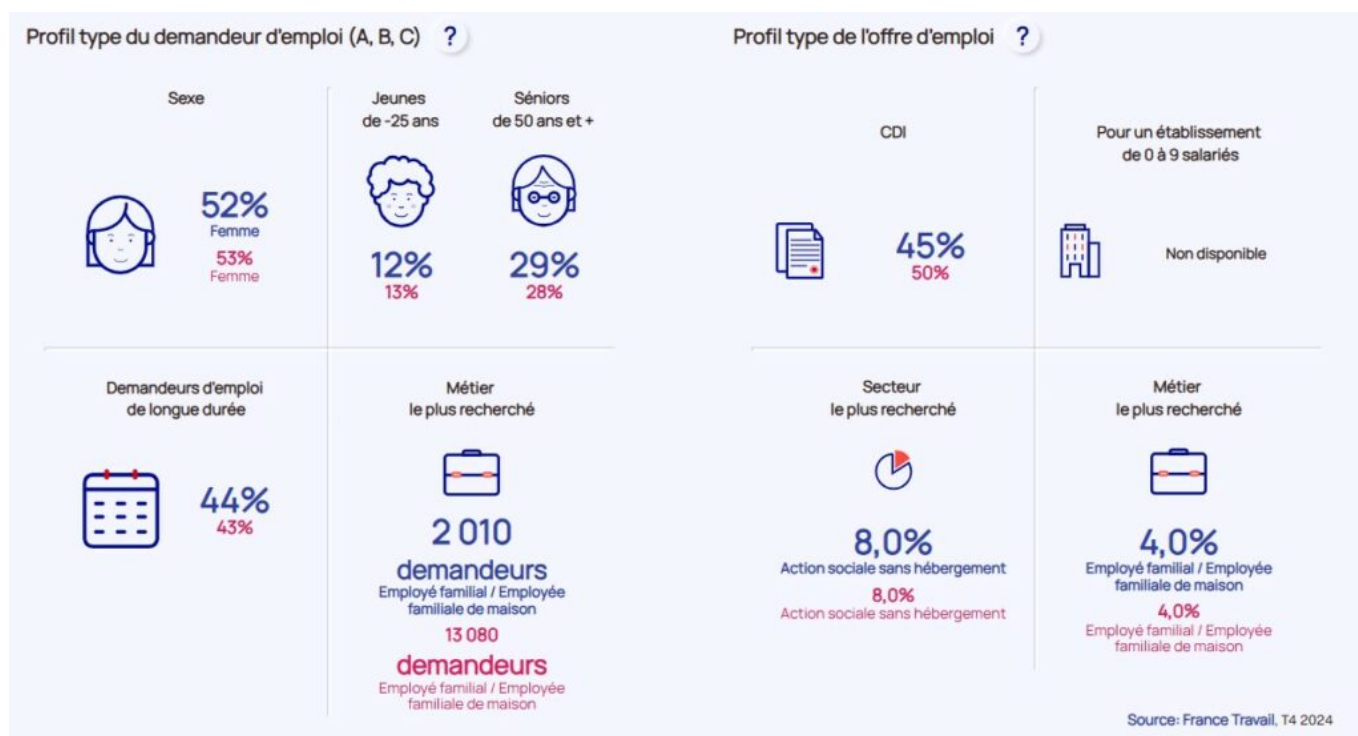 Profil type du demandeur d'emploi (A, B, C) ?
Sexe
52%
Femme
53%
Femme
Jeunes
de -25 ans
12%
13%
Séniors
de 50 ans et +
29%
28%
Demandeurs d'emploi
de longue durée
44%
43%
Métier
le plus recherché
2 010
demandeurs
Employé familial / Employée
familiale de maison
13 080
demandeurs
Employé familial / Employée
familiale de maison
Profil type de l'offre d'emploi ?
CDI
45%
50%
Pour un établissement
de 0 à 9 salariés
Non disponible
Secteur
le plus recherché
8,0%
Action sociale sans hébergement
8,0%
Action sociale sans hébergement
Métier
le plus recherché
4,0%
Employé familial / Employée
familiale de maison
4,0%
Employé familial / Employée
familiale de maison
Source: France Travail, T4 2024